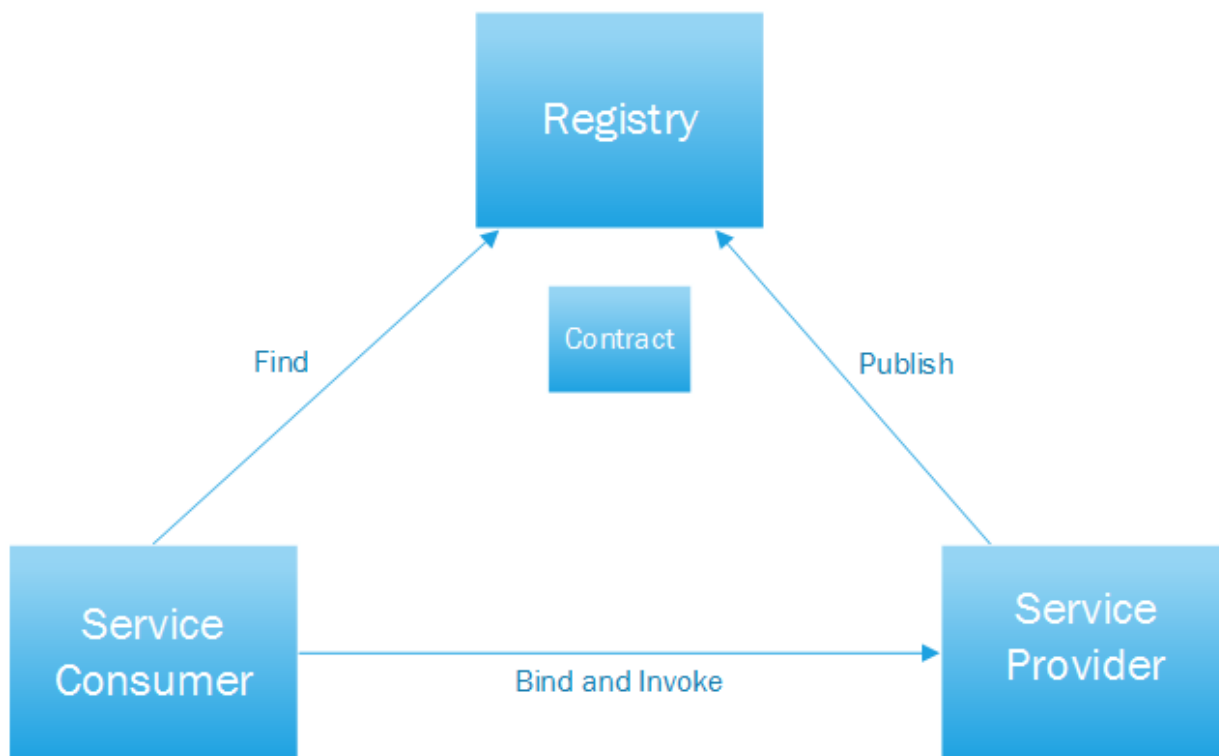 Registry
Contract
Find
Publish
Service
Consumer
Bind and Invoke
Service
Provider